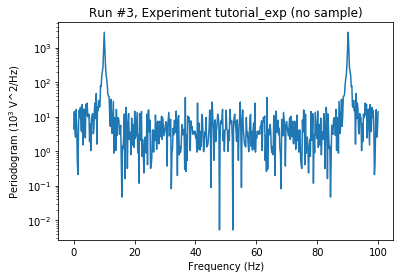 Run #3, Experiment tutorial_exp (no sample)
Periodogram (10³ V^2/Hz)
10³
10²
10¹
10⁰
10⁻¹
10⁻²
0 20 40 60 80 100
Frequency (Hz)